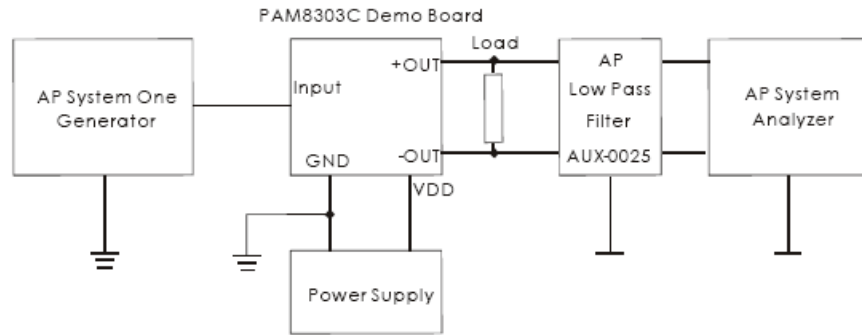 PAM8303C Demo Board
AP System One
Generator
Input
+OUT
-OUT
GND
VDD
Load
AP
Low Pass
Filter
AUX-0025
AP System
Analyzer
Power Supply